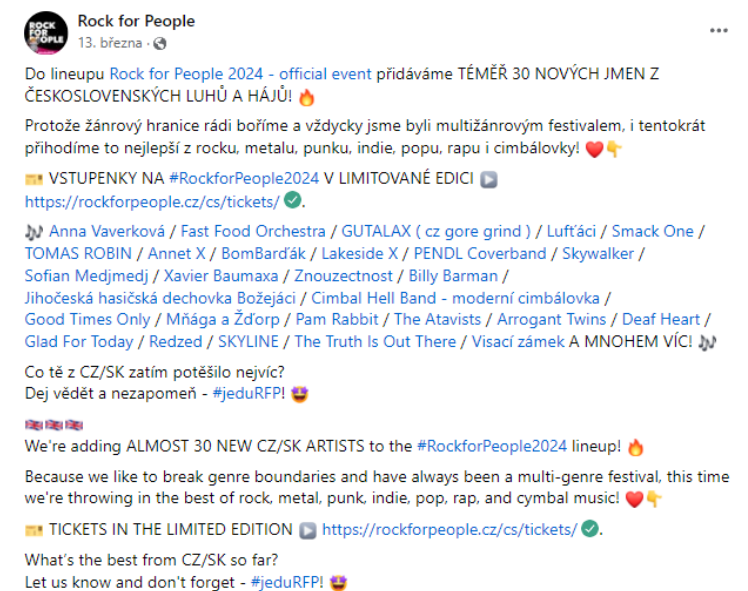 ROCK
FOR
PEOPLE
Rock for People
13. března ·
Do lineupu Rock for People 2024 - official event přidáváme TÉMĚŘ 30 NOVÝCH JMEN Z
ČESKOSLOVENSKÝCH LUHŮ A HÁJŮ! 🔥
Protože žánrový hranice rádi boříme a vždycky jsme byli multižánrovým festivalem, i tentokrát
přihodíme to nejlepší z rocku, metalu, punku, indie, popu, rapu i cimbálovky! ❤️👇
🎫 VSTUPENKY NA #RockforPeople2024 V LIMITOVANÉ EDICI ▶️
https://rockforpeople.cz/cs/tickets/ ✅.
🎶 Anna Vaverková / Fast Food Orchestra / GUTALAX ( cz gore grind ) / Lufťáci / Smack One /
TOMAS ROBIN / Annet X / BomBarďák / Lakeside X / PENDL Coverband / Skywalker /
Sofian Medjmedj / Xavier Baumaxa / Znouzectnost / Billy Barman /
Jihočeská hasičská dechovka Božejáci / Cimbal Hell Band - moderní cimbálovka /
Good Times Only / Mňága a Žďorp / Pam Rabbit / The Atavists / Arrogant Twins / Deaf Heart /
Glad For Today / Redzed / SKYLINE / The Truth Is Out There / Visací zámek A MNOHEM VÍC! 🎶
Co tě z CZ/SK zatím potěšilo nejvíc?
Dej vědět a nezapomeň - #jeduRFP! 🤩
🇬🇧🇬🇧🇬🇧
We're adding ALMOST 30 NEW CZ/SK ARTISTS to the #RockforPeople2024 lineup! 🔥
Because we like to break genre boundaries and have always been a multi-genre festival, this time
we're throwing in the best of rock, metal, punk, indie, pop, rap, and cymbal music! ❤️👇
🎫 TICKETS IN THE LIMITED EDITION ▶️ https://rockforpeople.cz/cs/tickets/ ✅.
What's the best from CZ/SK so far?
Let us know and don't forget - #jeduRFP! 🤩